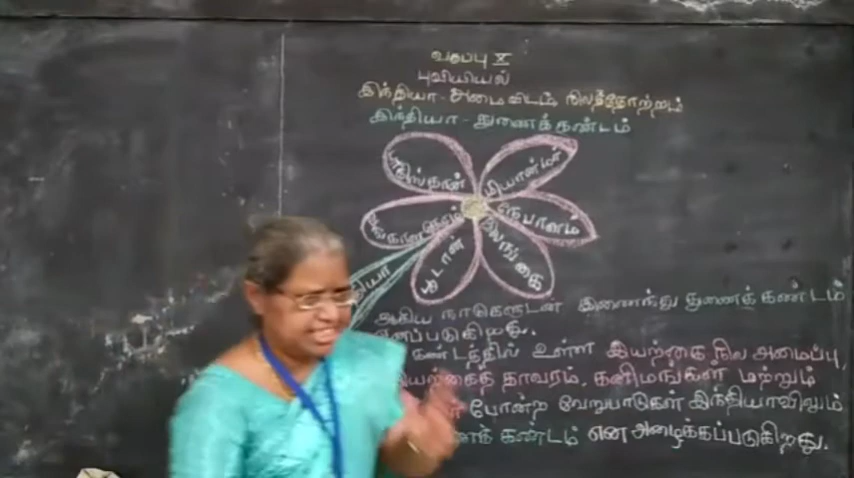 வகுப்பு X
புவியியல்
இந்தியா - அமைவிடம் நிலத்தோற்றம்
இந்தியா - துணைக்கண்டம்
மியான்மர்
நேபாளம்
இலங்கை
பூடான்
ஆகிய நாடுகளுடன் இணைந்து துணைக் கண்டம்
எனப்படுகிறது.
கண்டத்தில் உள்ள இயற்கை நில அமைப்பு,
இயற்கைத் தாவரம், கனிமங்கள் மற்றும்
போன்ற வேறுபாடுகள் இந்தியாவிலும்
கண்டம் என அழைக்கப்படுகிறது.